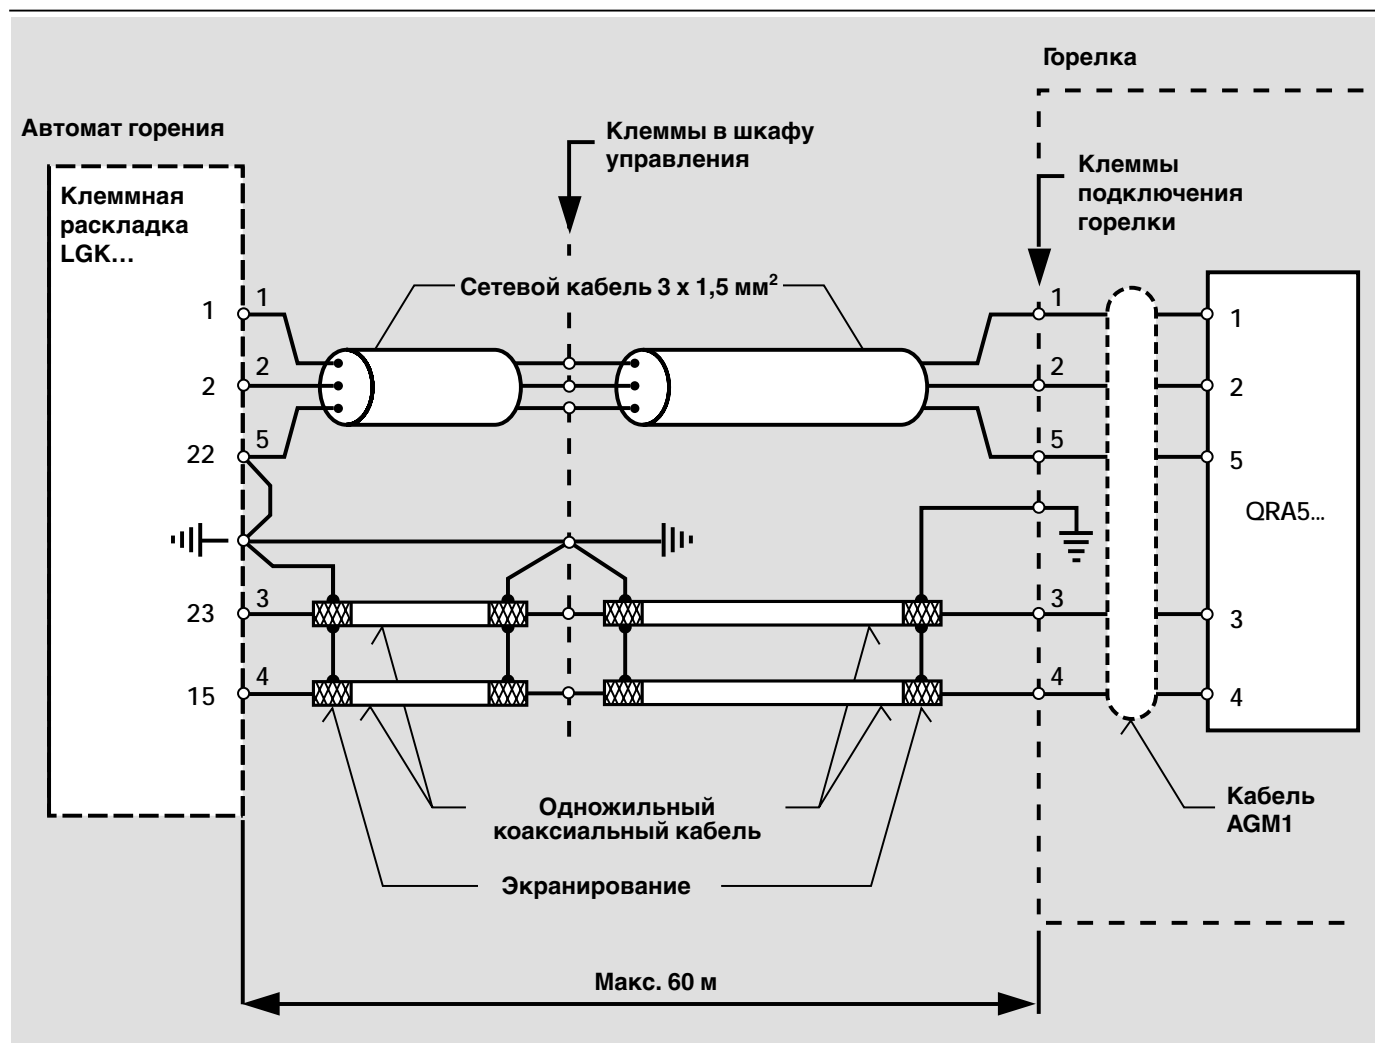 Горелка
Автомат горения
Клеммы в шкафу
управления
Клеммы
подключения
горелки
Клеммная
раскладка
LGK...
Сетевой кабель 3 x 1,5 мм²
1 1 1 1
2 2 2 2
22 5 5 5
QRA5...
23 3 3 3
15 4 4 4
Одножильный
коаксиальный кабель
Кабель
AGM1
Экранирование
Макс. 60 м